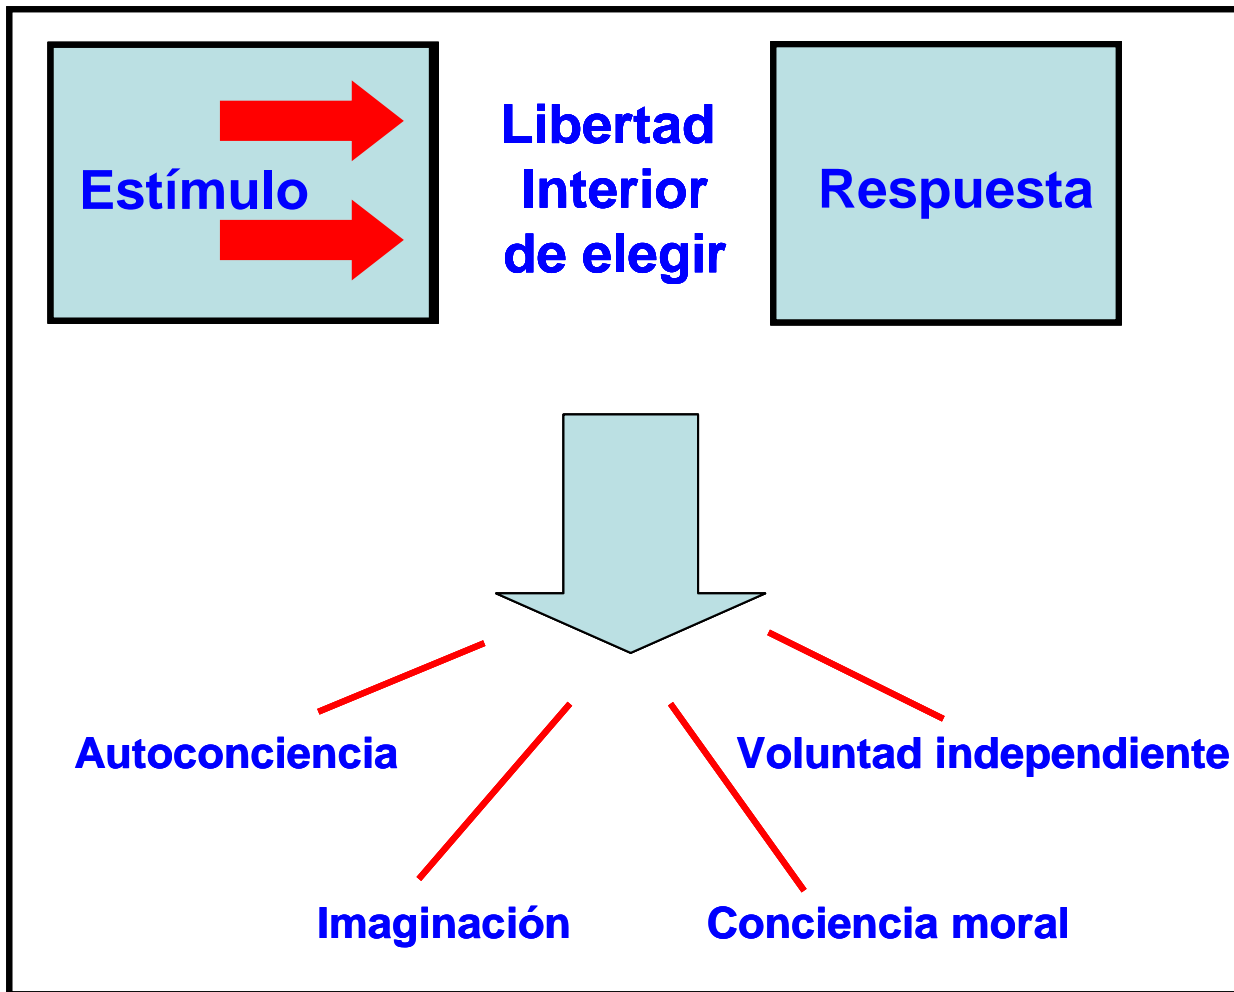 Estímulo
Libertad
Interior
de elegir
Respuesta
Autoconciencia
Voluntad independiente
Imaginación
Conciencia moral